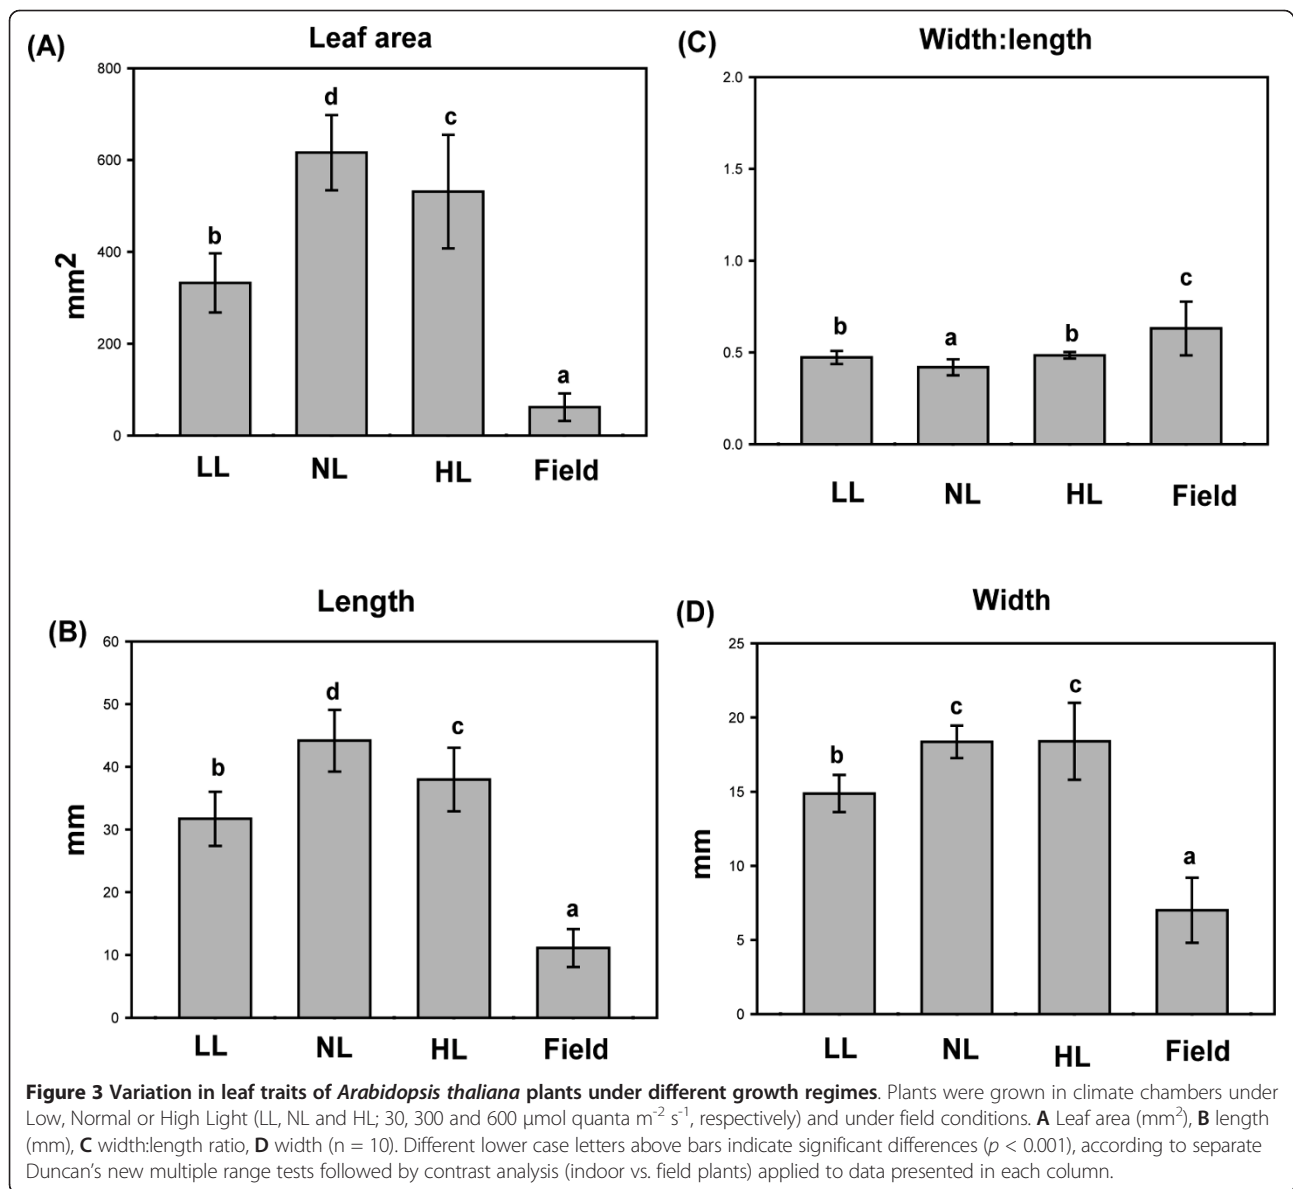 (A)
Leaf area
800
600
400
200
0
mm²
b
d
c
a
LL NL HL Field
(C)
Width:length
2.0
1.5
1.0
0.5
0.0
b
a
b
c
LL NL HL Field
(B)
Length
60
50
40
30
20
10
0
mm
b
d
c
a
LL NL HL Field
(D)
Width
25
20
15
10
5
0
mm
b
c
c
a
LL NL HL Field
Figure 3 Variation in leaf traits of Arabidopsis thaliana plants under different growth regimes. Plants were grown in climate chambers under
Low, Normal or High Light (LL, NL and HL; 30, 300 and 600 μmol quanta m⁻² s⁻¹, respectively) and under field conditions. A Leaf area (mm²), B length
(mm), C width:length ratio, D width (n = 10). Different lower case letters above bars indicate significant differences (p < 0.001), according to separate
Duncan's new multiple range tests followed by contrast analysis (indoor vs. field plants) applied to data presented in each column.